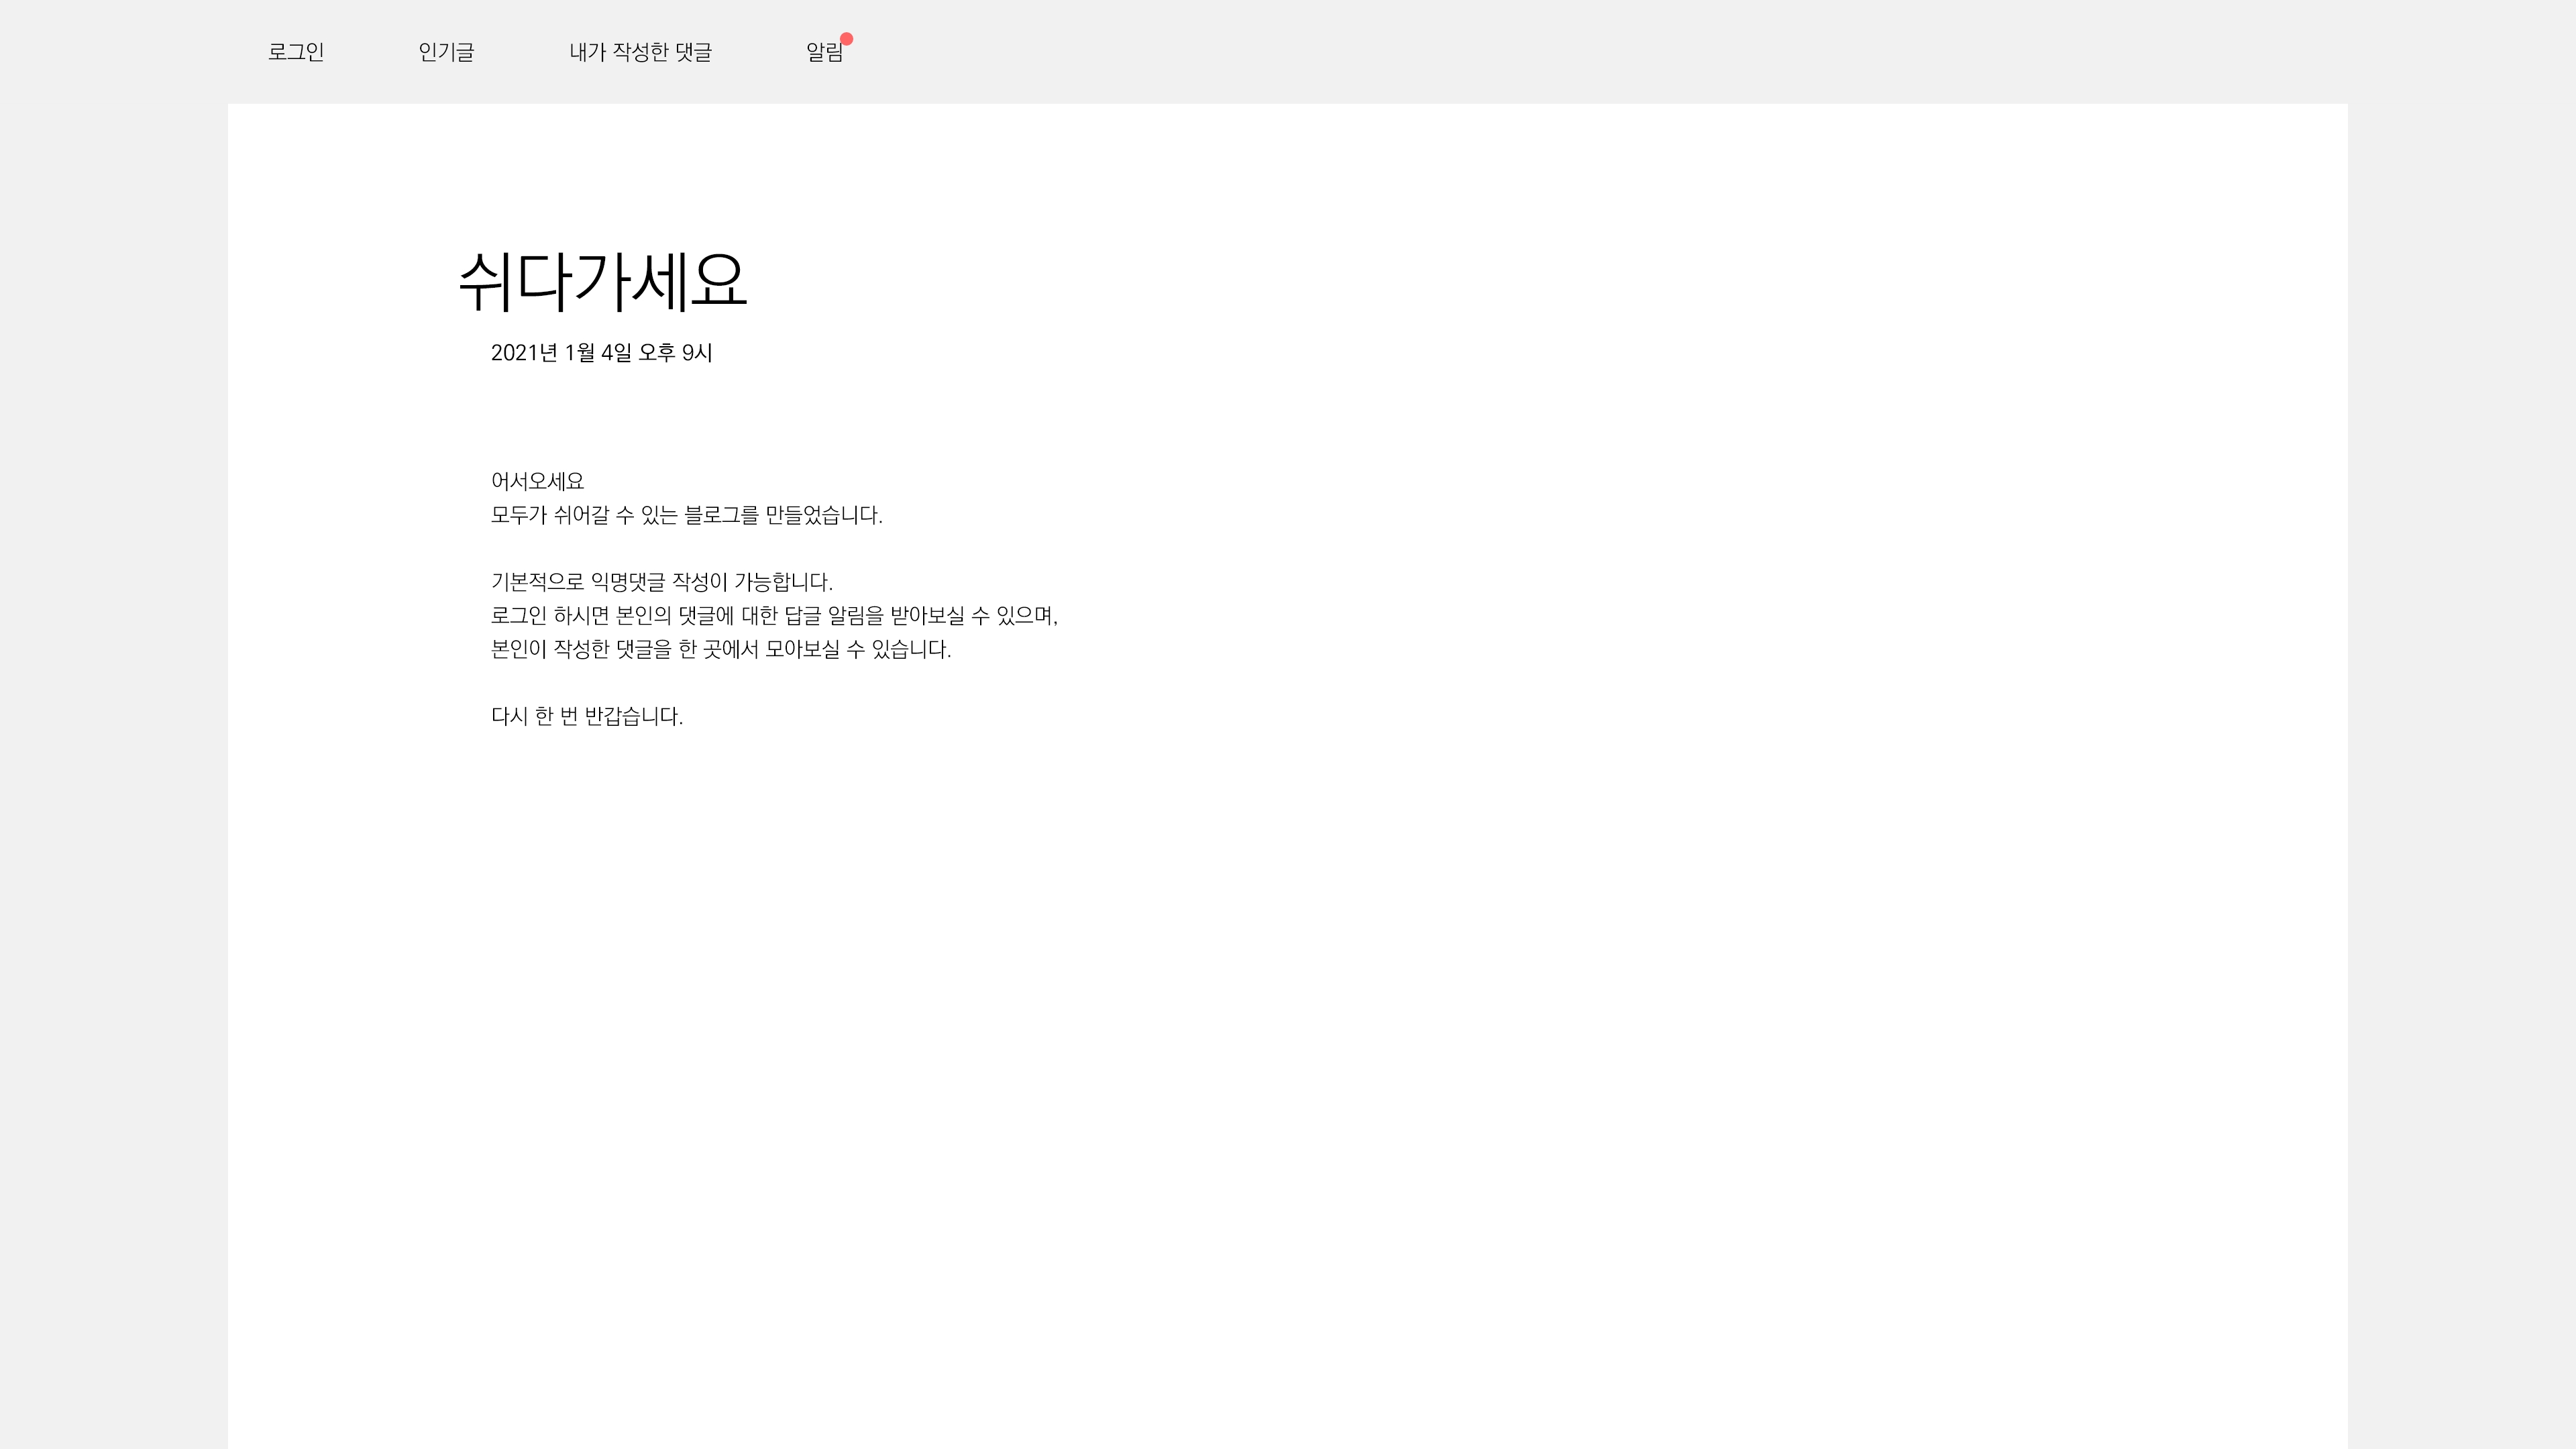 로그인 인기글 내가 작성한 댓글 알림
쉬다가세요
2021년 1월 4일 오후 9시
어서오세요
모두가 쉬어갈 수 있는 블로그를 만들었습니다.
기본적으로 익명댓글 작성이 가능합니다.
로그인 하시면 본인의 댓글에 대한 답글 알림을 받아보실 수 있으며,
본인이 작성한 댓글을 한 곳에서 모아보실 수 있습니다.
다시 한 번 반갑습니다.